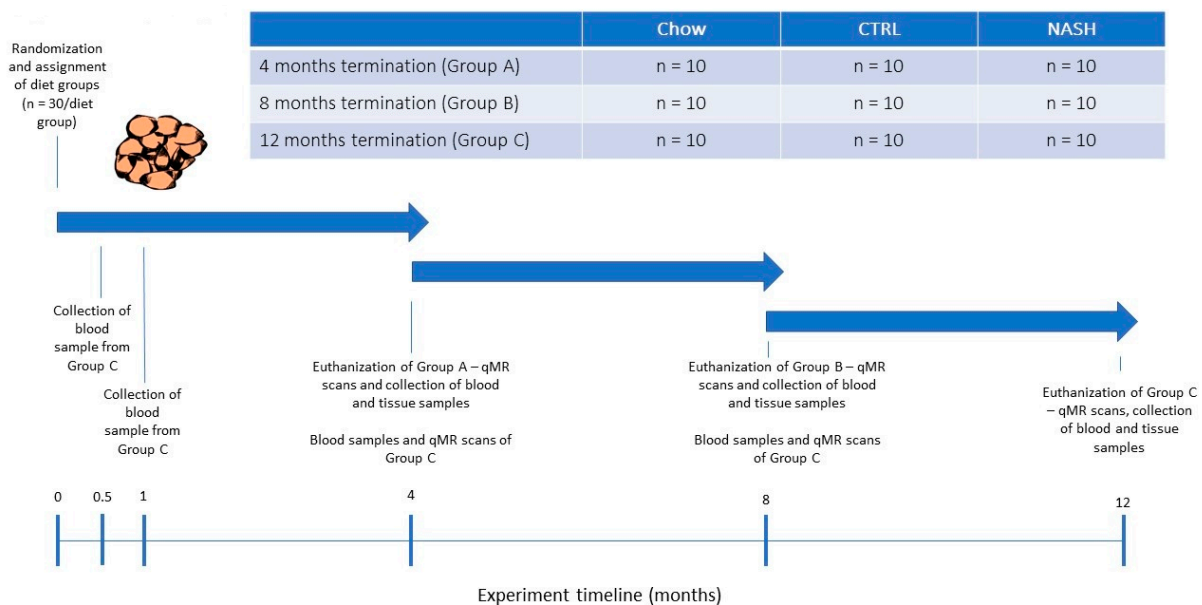 Randomization
and assignment
of diet groups
(n = 30/diet
group)
Chow CTRL NASH
4 months termination (Group A) n = 10 n = 10 n = 10
8 months termination (Group B) n = 10 n = 10 n = 10
12 months termination (Group C) n = 10 n = 10 n = 10
Collection of
blood
sample from
Group C
Collection of
blood
sample from
Group C
Euthanization of Group A – qMR
scans and collection of blood
and tissue samples
Blood samples and qMR scans of
Group C
Euthanization of Group B – qMR
scans and collection of blood
and tissue samples
Blood samples and qMR scans
of Group C
Euthanization of Group C
– qMR scans, collection
of blood and tissue
samples
0 0.5 1 4 8 12
Experiment timeline (months)